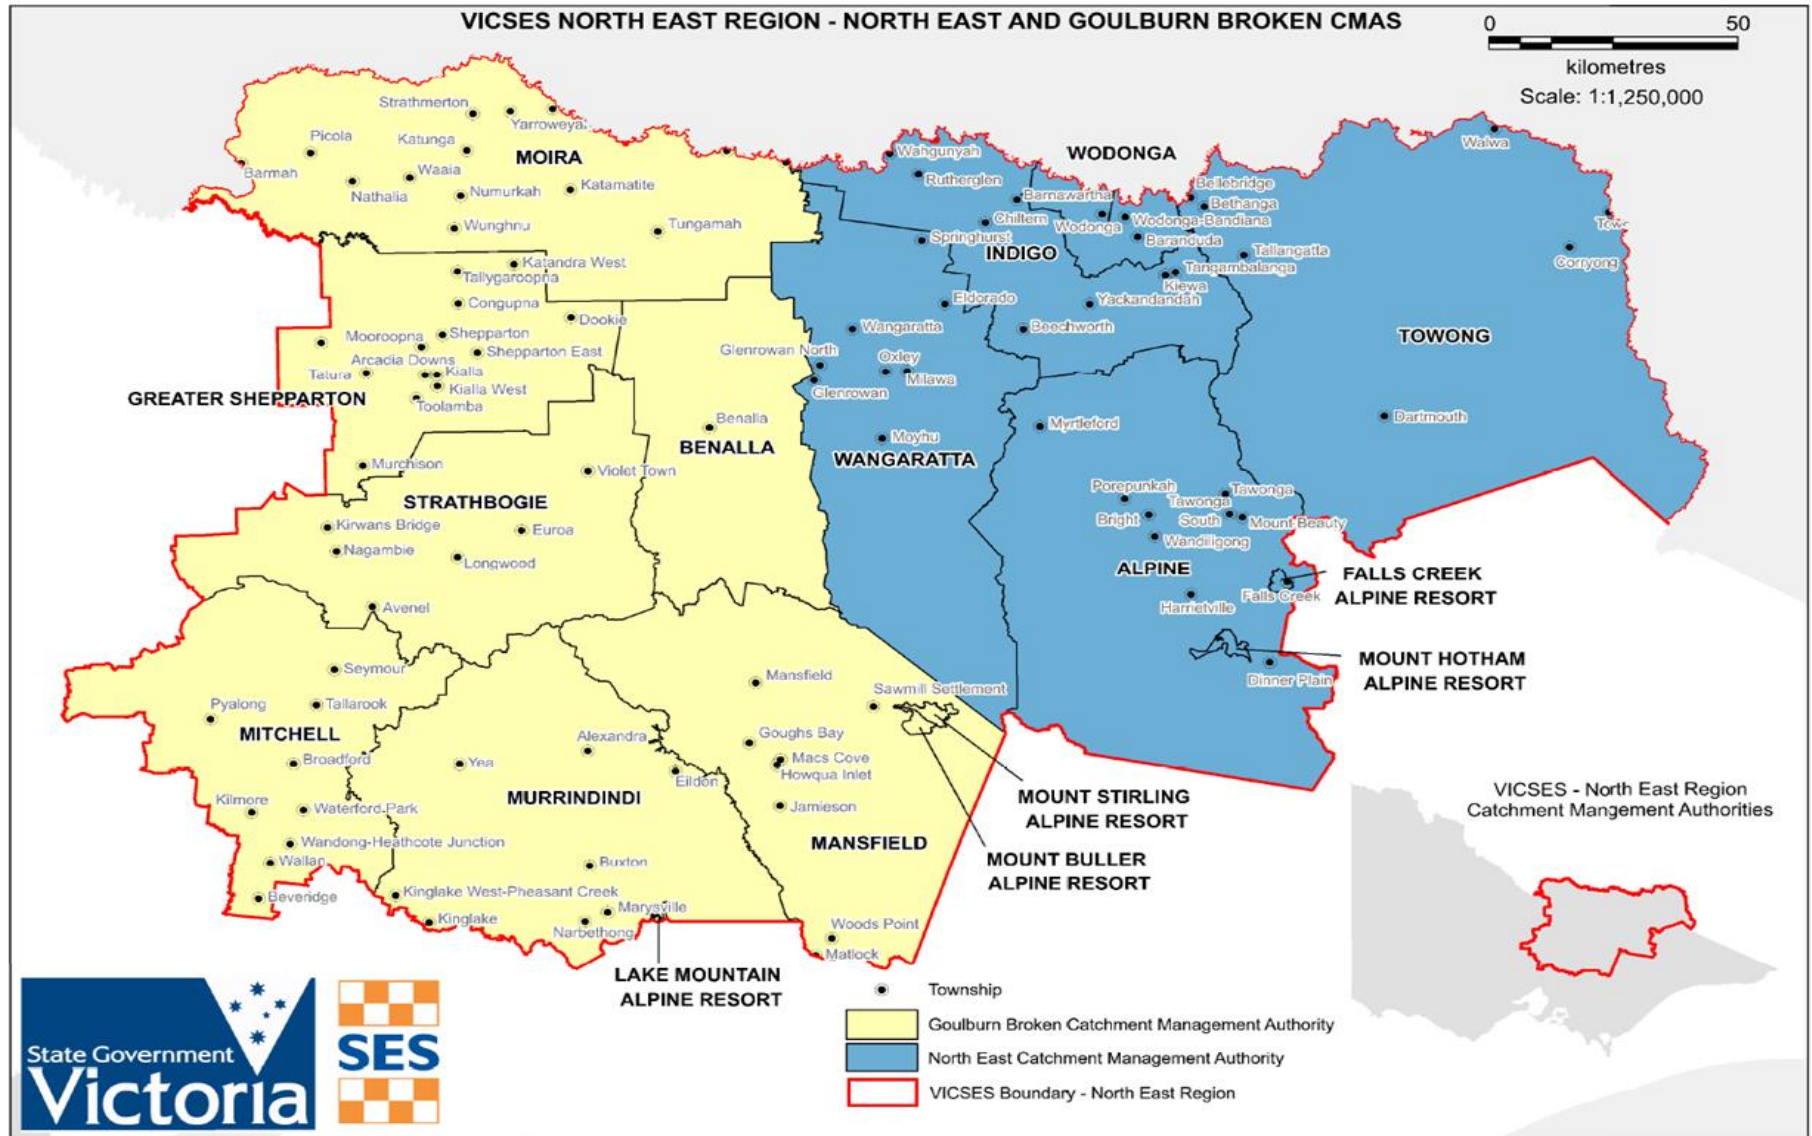 VICSES NORTH EAST REGION - NORTH EAST AND GOULBURN BROKEN CMAS
0 50
kilometres
Scale: 1:1,250,000
Strathmerton
Yarroweyah
Picola
Katunga
MOIRA
Barmah
Waaia
Nathalia
Numurkah
Katamatite
Wunghnu
Tungamah
Wahgunyah
Rutherglen
WODONGA
Barnawartha
Bellebridge
Bethanga
Chiltern
Wodonga
Wodonga-Bandiana
Springhurst
Baranduda
INDIGO
Tallangatta
Tangambalanga
Kiewa
Walwa
Corryong
Katandra West
Tallygaroopna
Congupna
Dookie
Eldorado
Yackandandah
Wangaratta
Beechworth
TOWONG
Mooroopna
Shepparton
Shepparton East
Arcadia Downs
Tatura
Kialla
Kialla West
Toolamba
GREATER SHEPPARTON
Glenrowan North
Oxley
Milawa
Glenrowan
Benalla
BENALLA
Moyhu
WANGARATTA
Myrtleford
Dartmouth
Murchison
Violet Town
STRATHBOGIE
Kirwans Bridge
Euroa
Nagambie
Longwood
Avenel
Porepunkah
Tawonga
Tawonga
South
Bright
Mount Beauty
Wandiligong
ALPINE
Harrietville
Falls Creek
FALLS CREEK
ALPINE RESORT
MOUNT HOTHAM
ALPINE RESORT
Dinner Plain
Seymour
Pyalong
Tallarook
MITCHELL
Broadford
Kilmore
Waterford Park
Wandong-Heathcote Junction
Wallan
Beveridge
Mansfield
Sawmill Settlement
Alexandra
Goughs Bay
Yea
Macs Cove
Howqua Inlet
Eildon
MURRINDINDI
Jamieson
MANSFIELD
MOUNT STIRLING
ALPINE RESORT
MOUNT BULLER
ALPINE RESORT
Buxton
Kinglake West-Pheasant Creek
Marysville
Kinglake
Narbethong
Woods Point
Matlock
LAKE MOUNTAIN
ALPINE RESORT
VICSES - North East Region
Catchment Mangement Authorities
Township
Goulburn Broken Catchment Management Authority
North East Catchment Management Authority
VICSES Boundary - North East Region
State Government
Victoria
SES